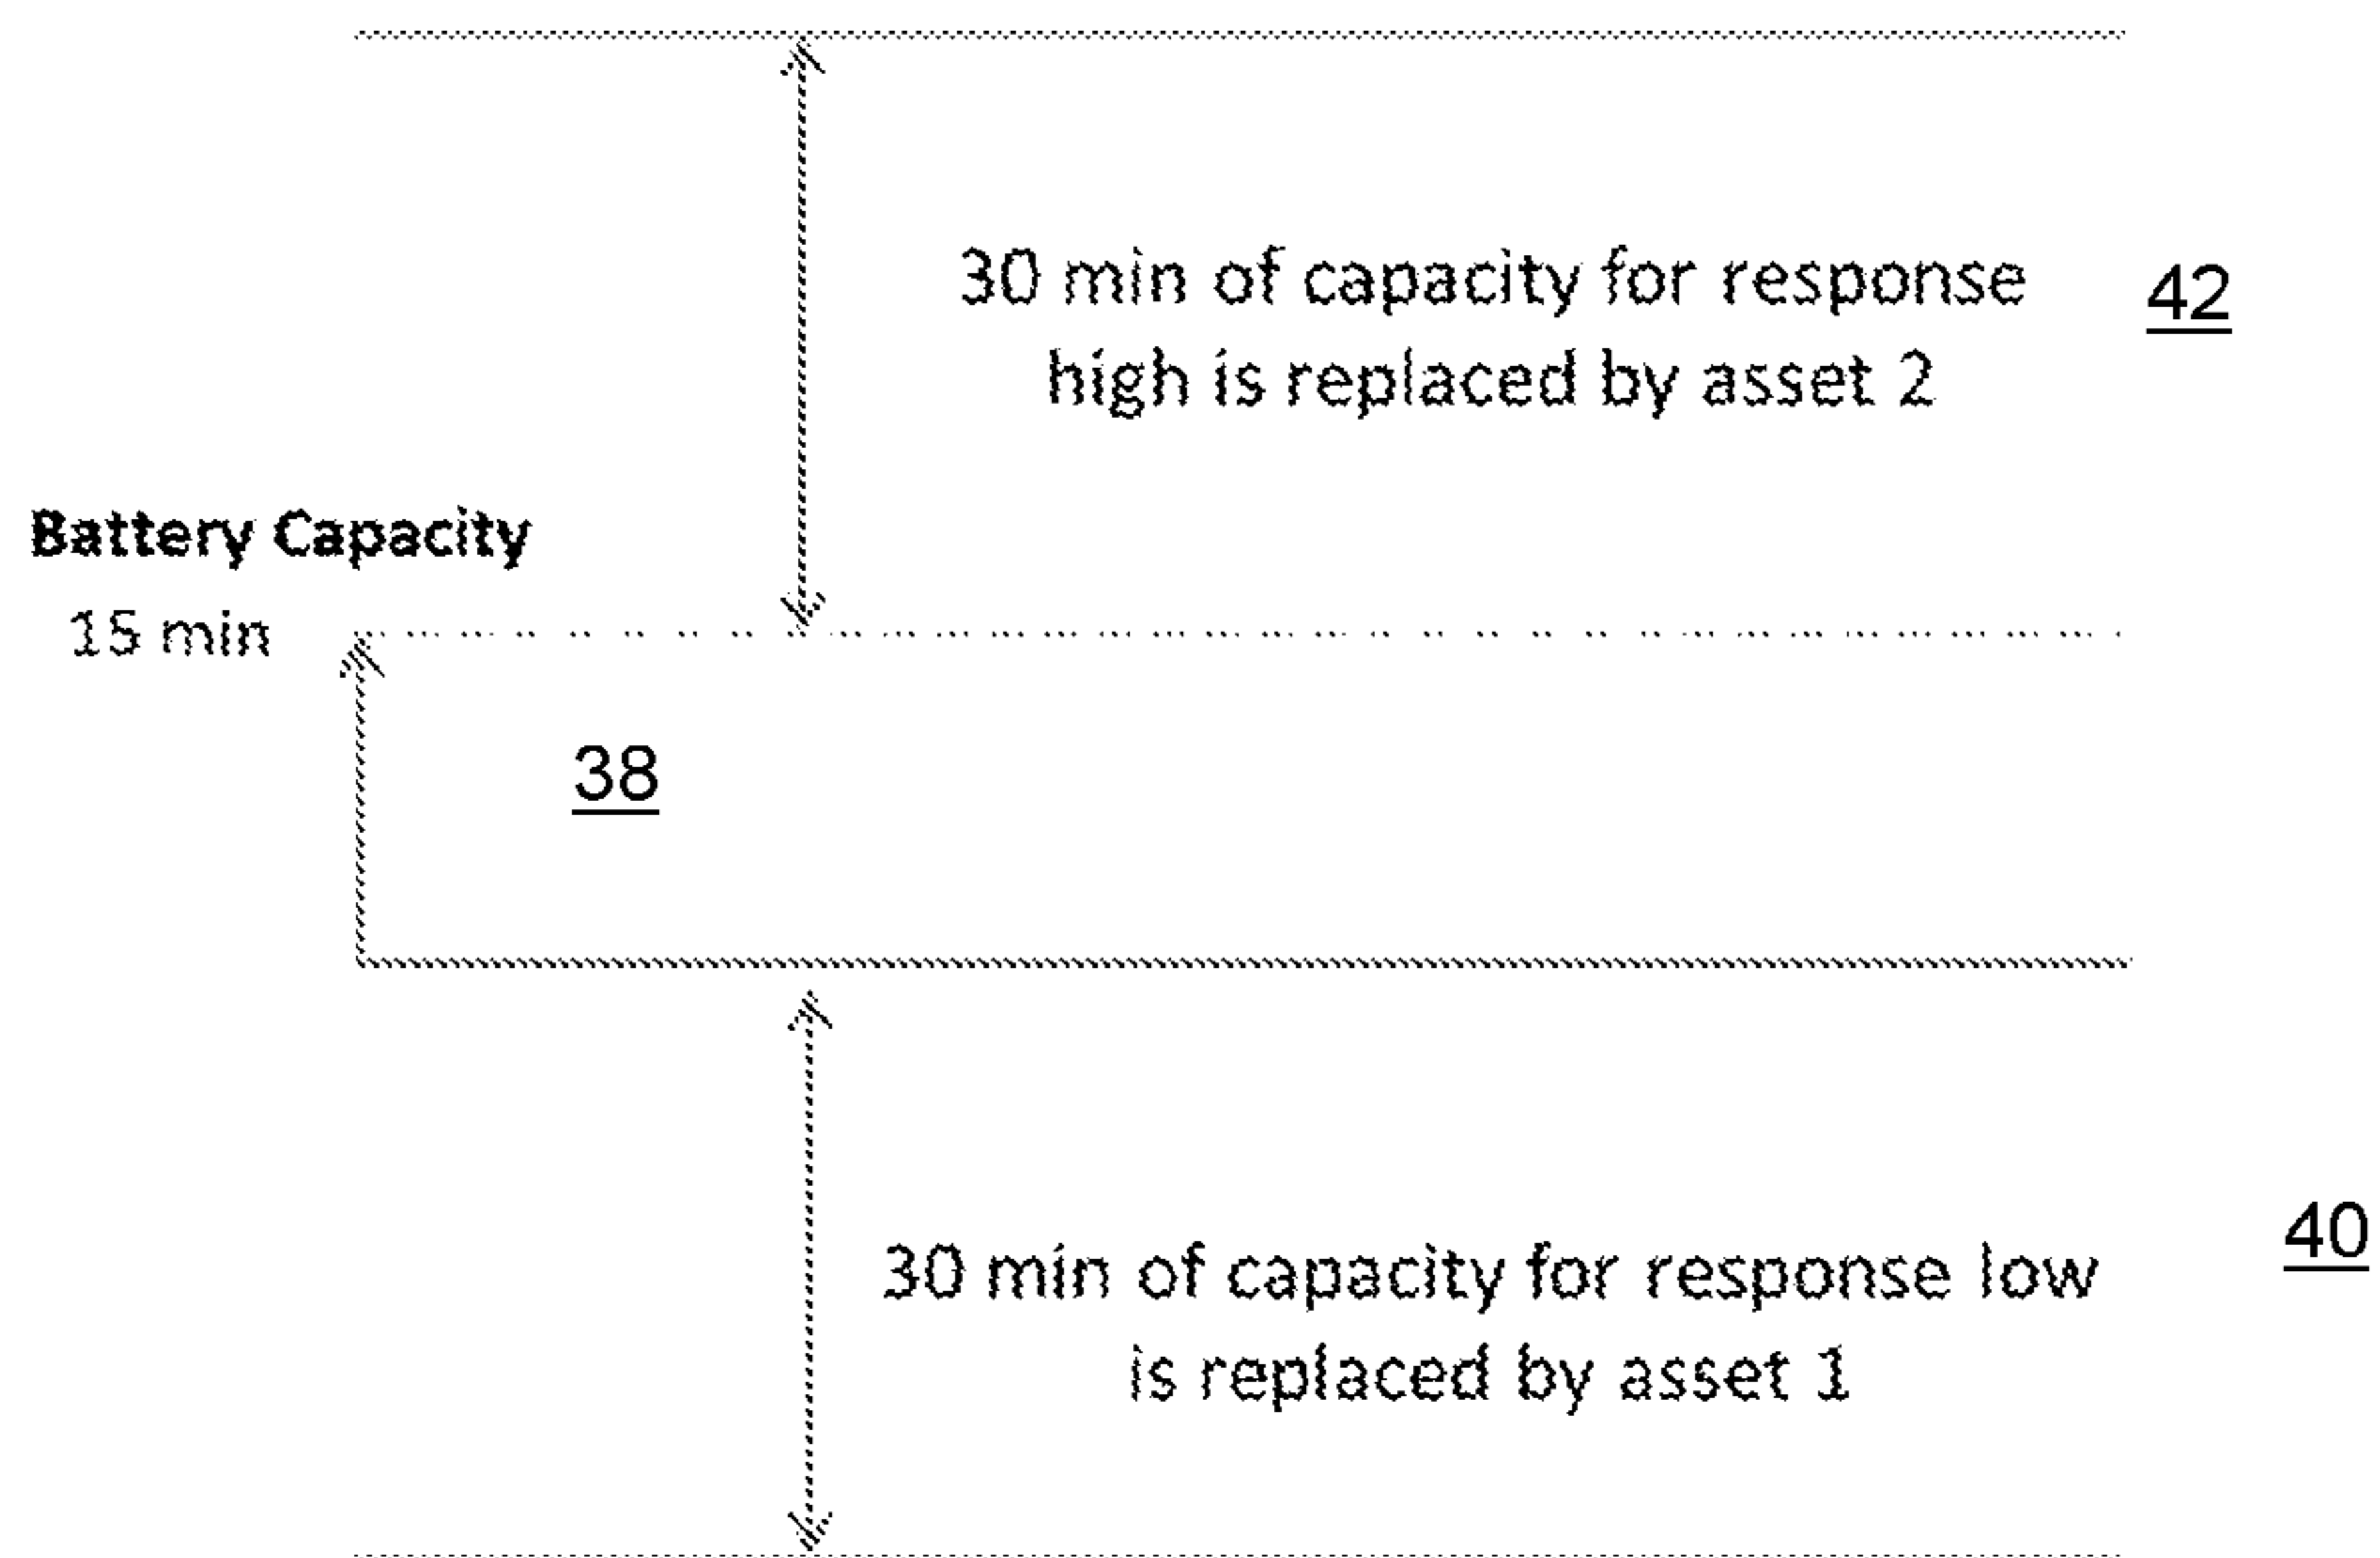 30 min of capacity for response
high is replaced by asset 2
42
Battery Capacity
15 min
38
40
30 min of capacity for response low
is replaced by asset 1